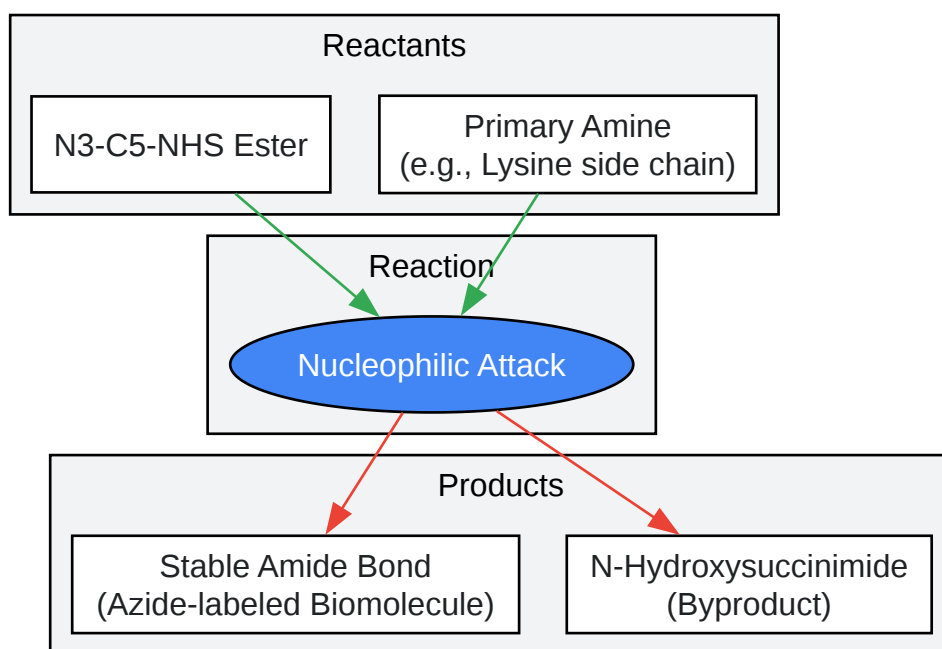 Reactants
N3-C5-NHS Ester
Primary Amine
(e.g., Lysine side chain)
Reaction
Nucleophilic Attack
Products
Stable Amide Bond
(Azide-labeled Biomolecule)
N-Hydroxysuccinimide
(Byproduct)